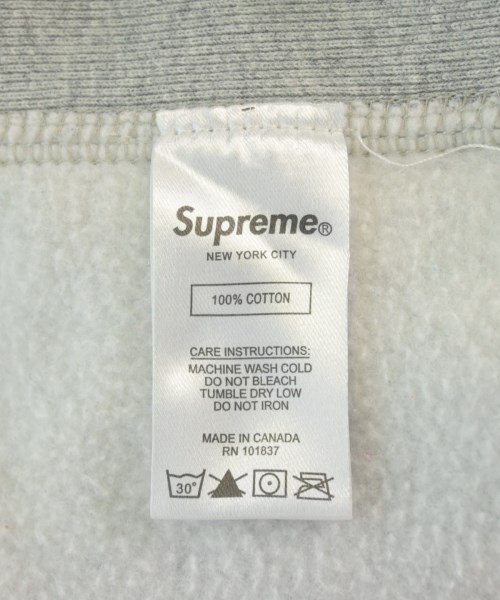 Supreme®
NEW YORK CITY
100% COTTON
CARE INSTRUCTIONS:
MACHINE WASH COLD
DO NOT BLEACH
TUMBLE DRY LOW
DO NOT IRON
MADE IN CANADA
RN 101837
30°